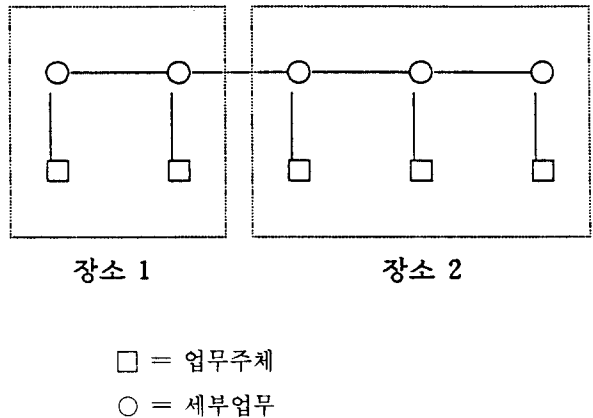 장소 1
장소 2
□ = 업무주체
○ = 세부업무